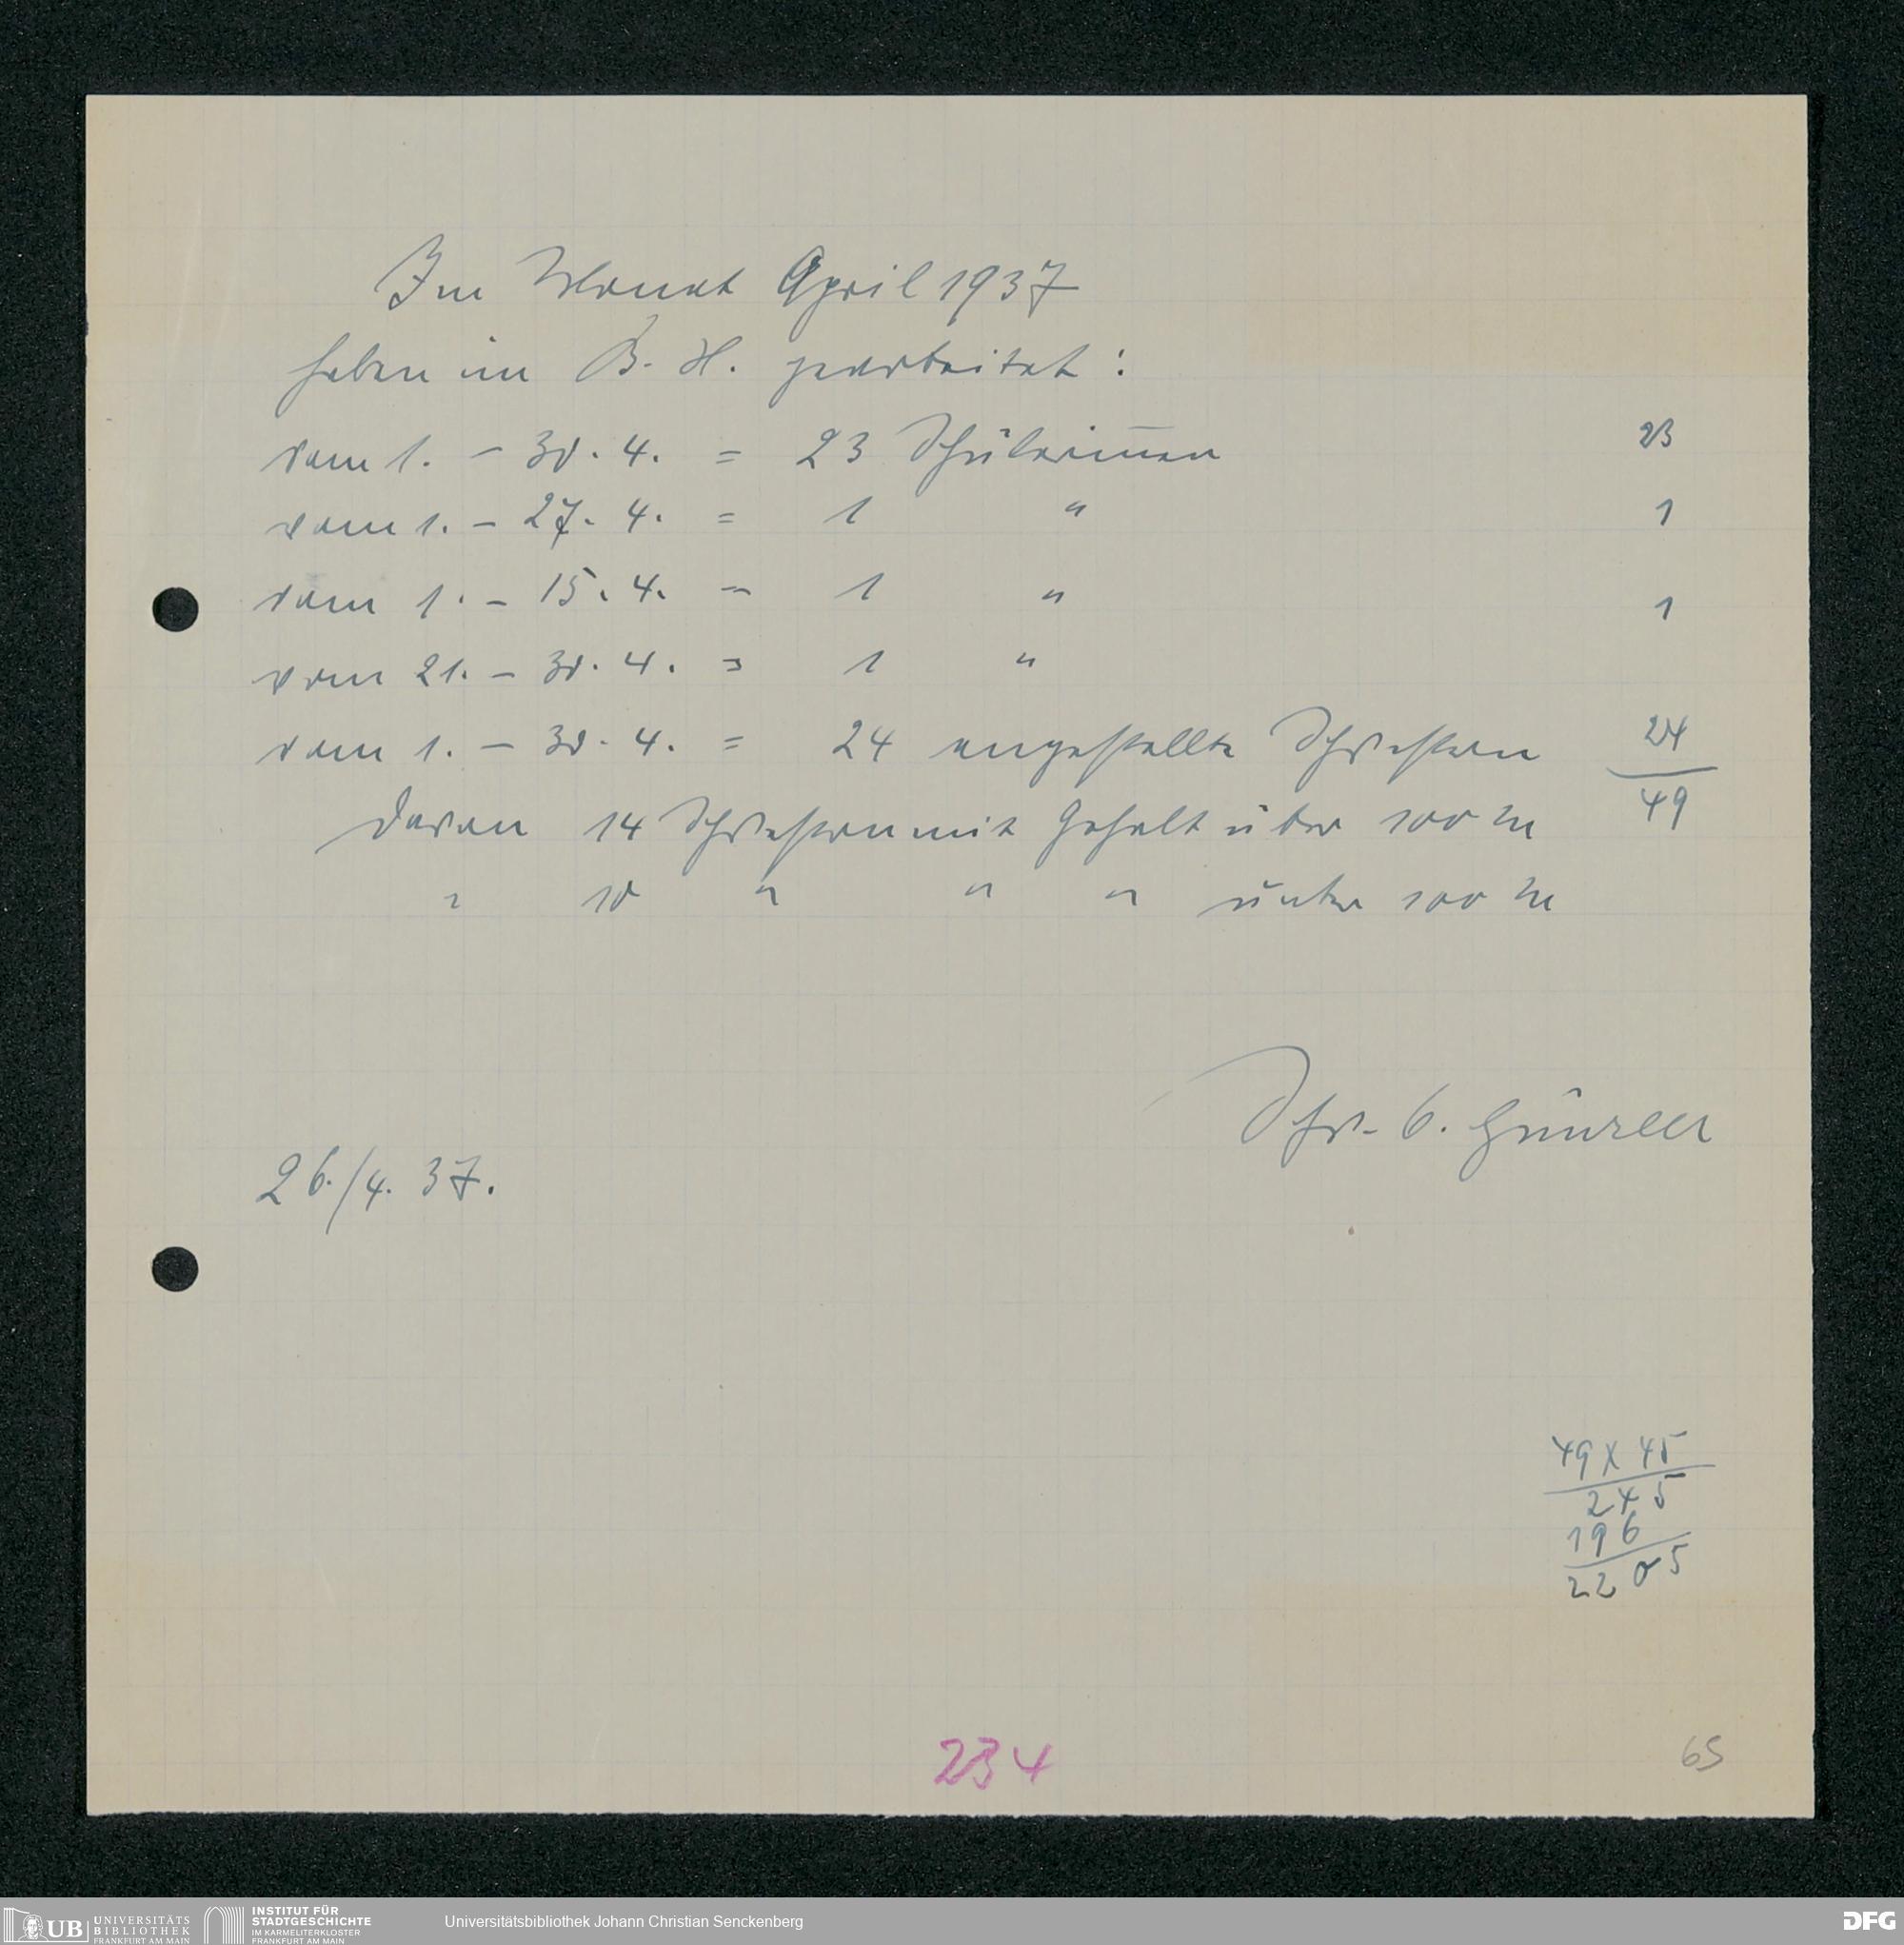 Im Monat April 1937
haben im B. H. gearbeitet:
vom 1. – 30. 4. = 23 Schülerinnen 23
vom 1. – 27. 4. = 1 " 1
vom 1. – 15. 4. = 1 " 1
vom 21. – 30. 4. = 1 "
vom 1. – 30. 4. = 24 angestellte Schwestern 24
49
Davon 14 Schwestern mit Gehalt über 100 M
" 10 " " " unter 100 M
Schw.
26./4. 37.
49 x 45
245
196
2205
234
65
UB UNIVERSITÄTS BIBLIOTHEK FRANKFURT AM MAIN
INSTITUT FÜR STADTGESCHICHTE IM KARMELITERKLOSTER FRANKFURT AM MAIN
Universitätsbibliothek Johann Christian Senckenberg
DFG